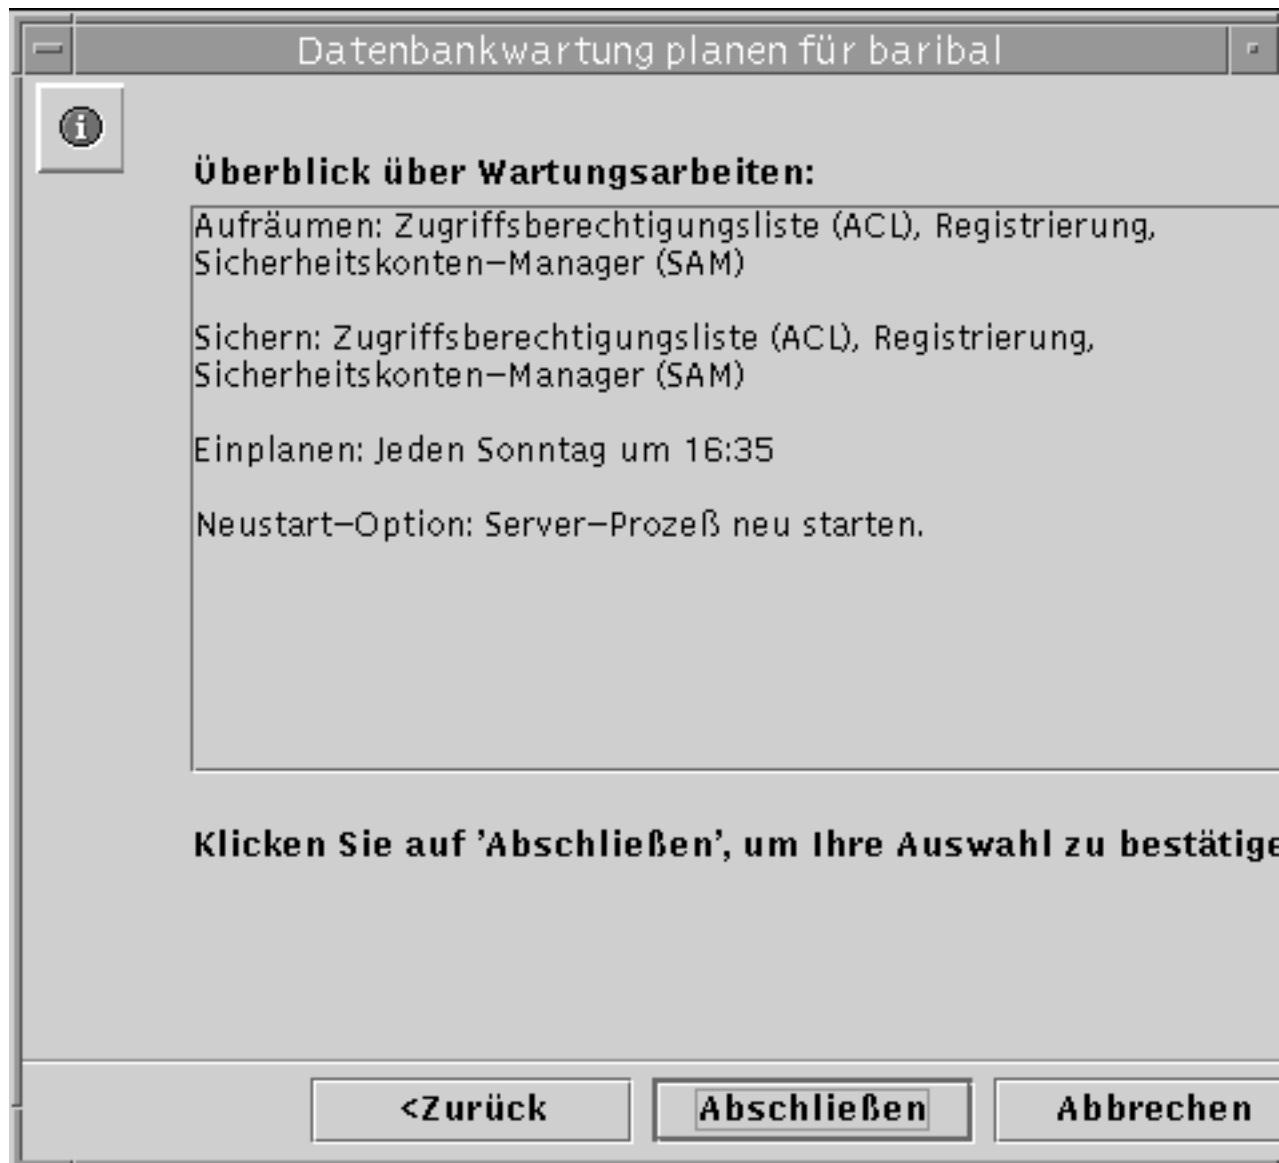 Datenbankwartung planen für baribal
Überblick über Wartungsarbeiten:
Aufräumen: Zugriffsberechtigungsliste (ACL), Registrierung,
Sicherheitskonten-Manager (SAM)
Sichern: Zugriffsberechtigungsliste (ACL), Registrierung,
Sicherheitskonten-Manager (SAM)
Einplanen: Jeden Sonntag um 16:35
Neustart-Option: Server-Prozeß neu starten.
Klicken Sie auf 'Abschließen', um Ihre Auswahl zu bestätige
<Zurück
Abschließen
Abbrechen